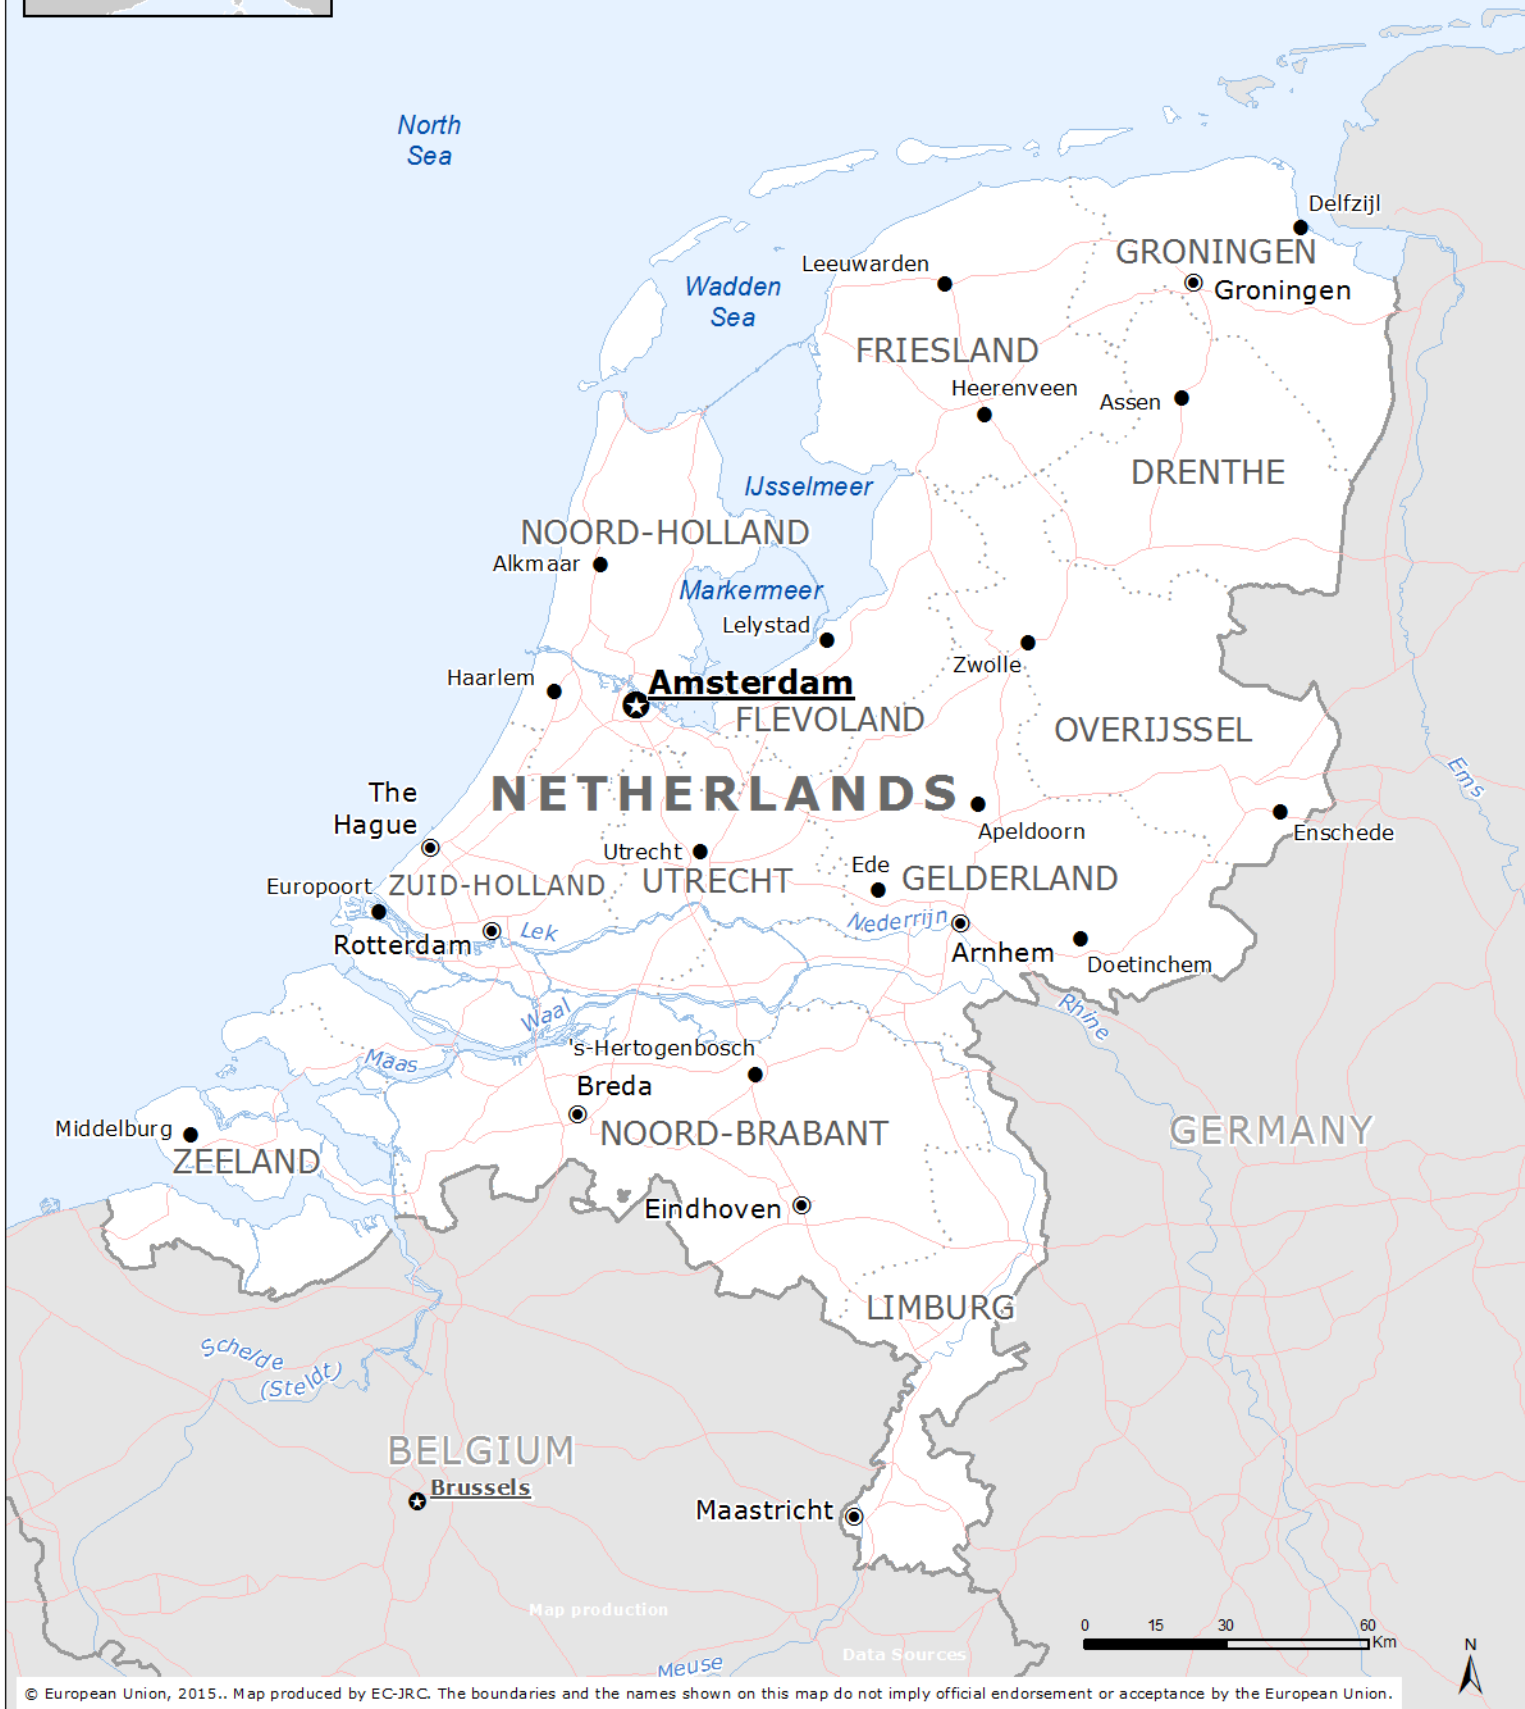 North
Sea
Delfzijl
GRONINGEN
Leeuwarden
Groningen
Wadden
Sea
FRIESLAND
Heerenveen
Assen
DRENTHE
IJsselmeer
NOORD-HOLLAND
Alkmaar
Markermeer
Lelystad
Zwolle
Haarlem
Amsterdam
FLEVOLAND
OVERIJSSEL
Ems
NETHERLANDS
The
Hague
Apeldoorn
Enschede
Utrecht
Ede
GELDERLAND
UTRECHT
Europoort
ZUID-HOLLAND
Nederrijn
Lek
Rotterdam
Arnhem
Doetinchem
Waal
Rhine
's-Hertogenbosch
Maas
Breda
Middelburg
NOORD-BRABANT
GERMANY
ZEELAND
Eindhoven
LIMBURG
Schelde
(Steldt)
BELGIUM
Brussels
Maastricht
Map production
0 15 30 60
Km
N
Data Sources
Meuse
© European Union, 2015.. Map produced by EC-JRC. The boundaries and the names shown on this map do not imply official endorsement or acceptance by the European Union.